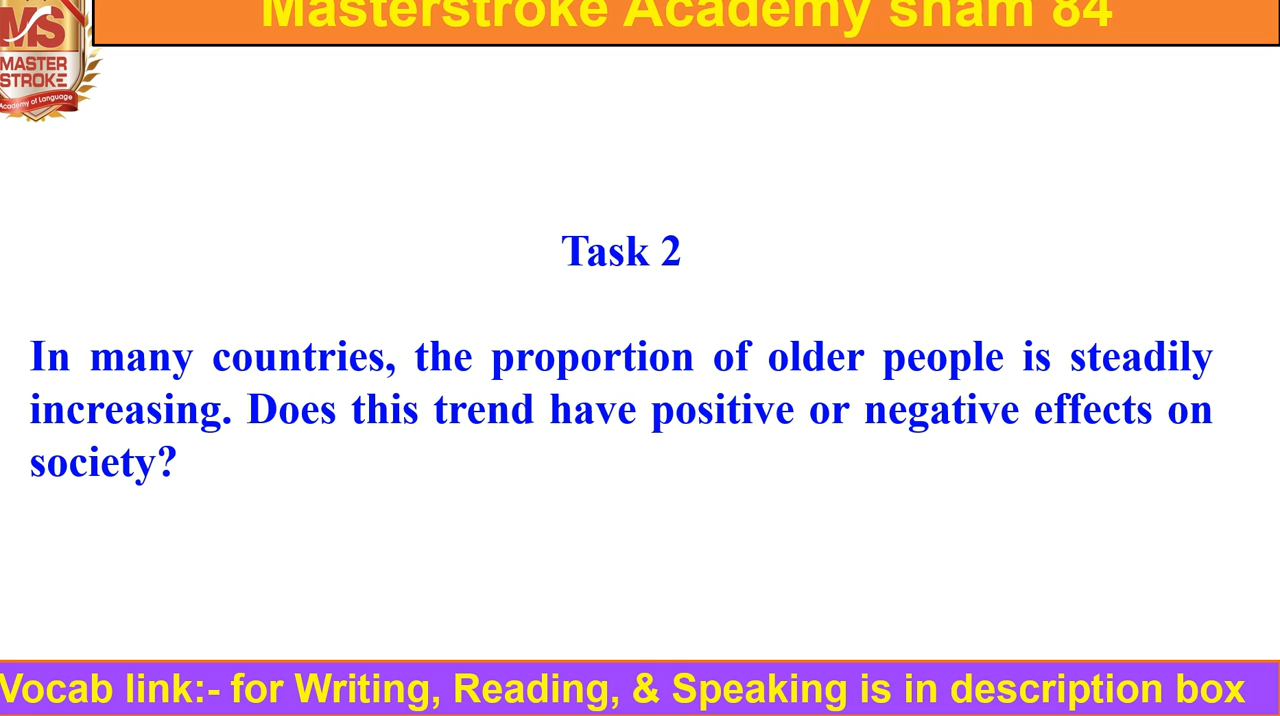 Masterstroke Academy sham 84
MS
MASTER
STROKE
Academy of Language
Task 2
In many countries, the proportion of older people is steadily
increasing. Does this trend have positive or negative effects on
society?
Vocab link:- for Writing, Reading, & Speaking is in description box